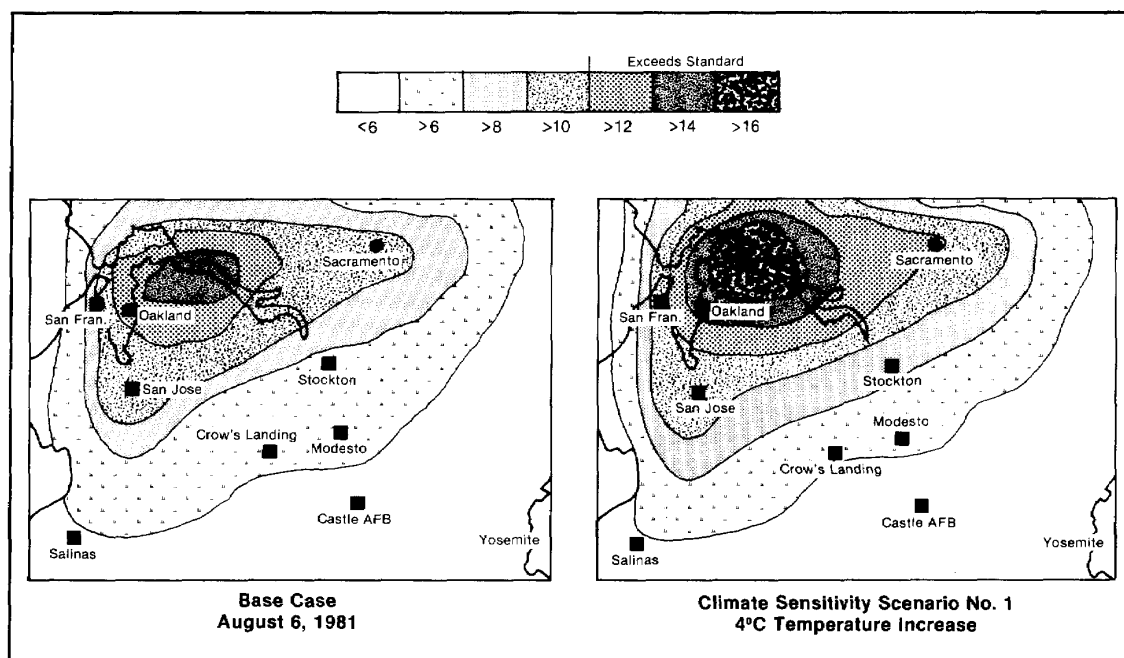 Exceeds Standard
<6 >6 >8 >10 >12 >14 >16
Sacramento
San Fran.
Oakland
Stockton
San Jose
Crow's Landing
Modesto
Castle AFB
Salinas
Yosemite
Base Case
August 6, 1981
Sacramento
San Fran.
Oakland
Stockton
San Jose
Modesto
Crow's Landing
Castle AFB
Salinas
Yosemite
Climate Sensitivity Scenario No. 1
4ºC Temperature Increase